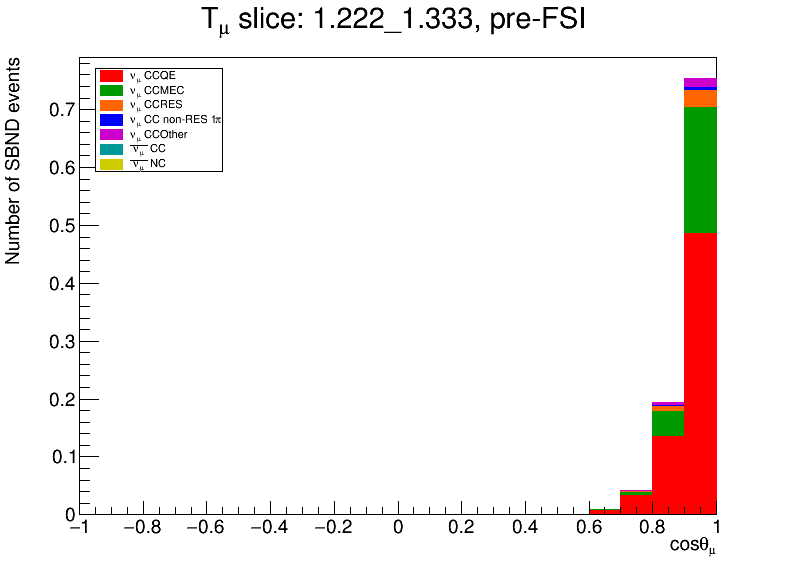 Tμ slice: 1.222_1.333, pre-FSI
Number of SBND events
νμ CCQE
νμ CCMEC
νμ CCRES
νμ CC non-RES 1π
νμ CCOther
ν̅μ CC
ν̅μ NC
0.7
0.6
0.5
0.4
0.3
0.2
0.1
0
−1 −0.8 −0.6 −0.4 −0.2 0 0.2 0.4 0.6 0.8 1
cosθμ